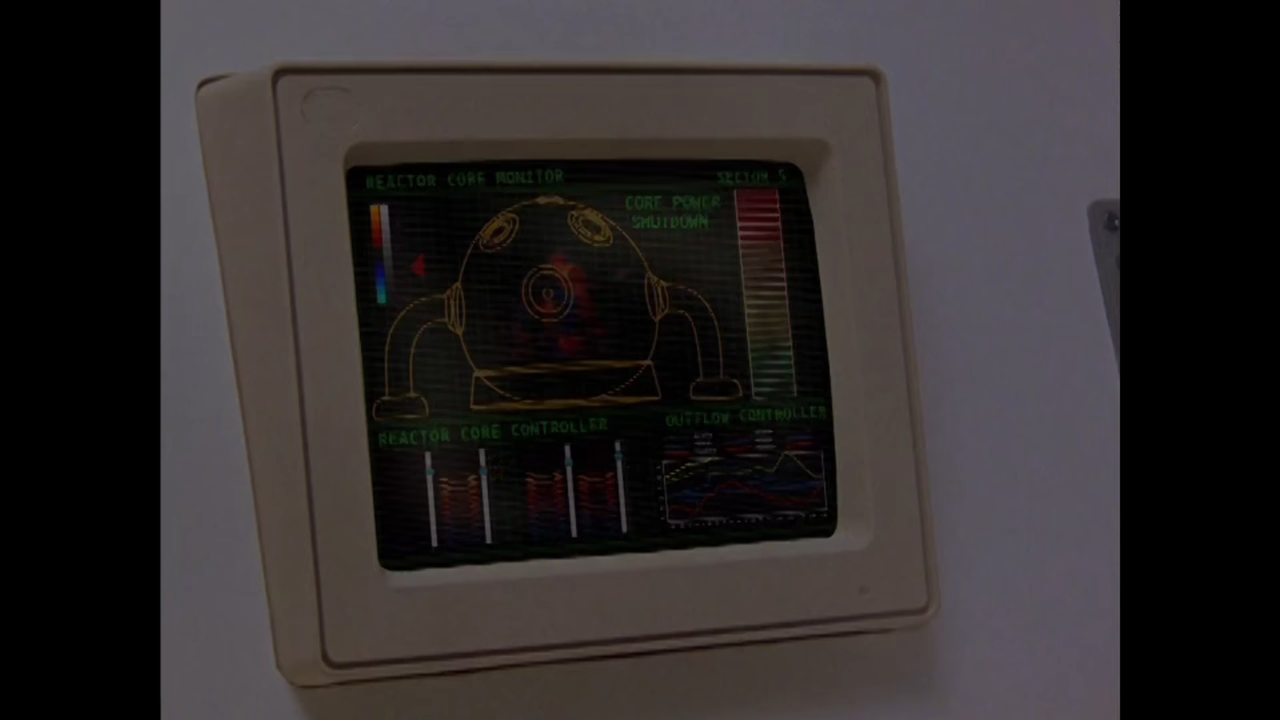 REACTOR CORE MONITOR
SECTOR 5
CORE POWER
SHUTDOWN
REACTOR CORE CONTROLLER
OUTFLOW CONTROLLER